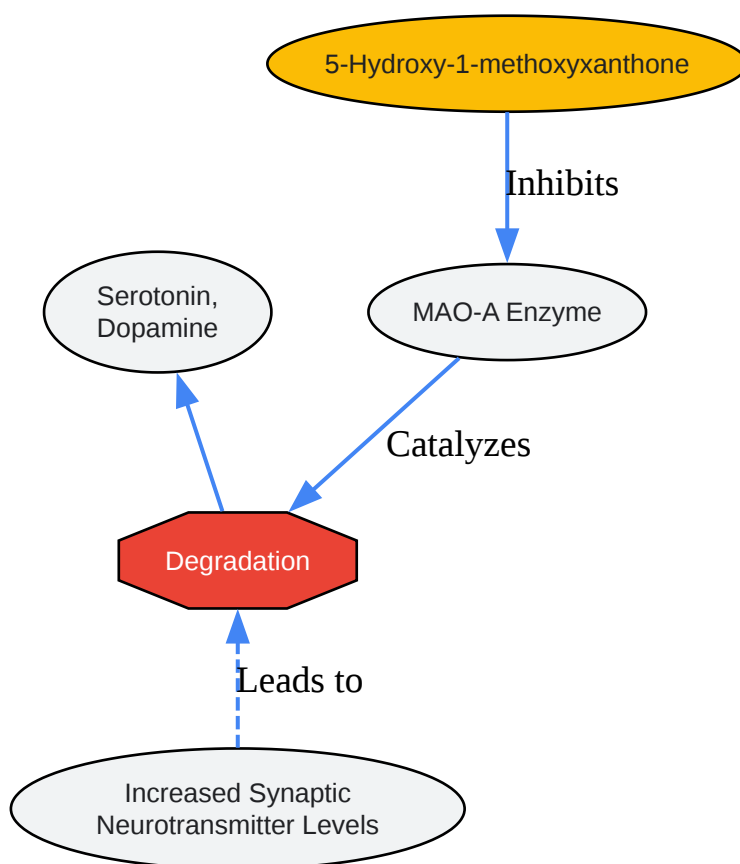 5-Hydroxy-1-methoxyxanthone
Inhibits
Serotonin,
Dopamine
MAO-A Enzyme
Catalyzes
Degradation
Leads to
Increased Synaptic
Neurotransmitter Levels